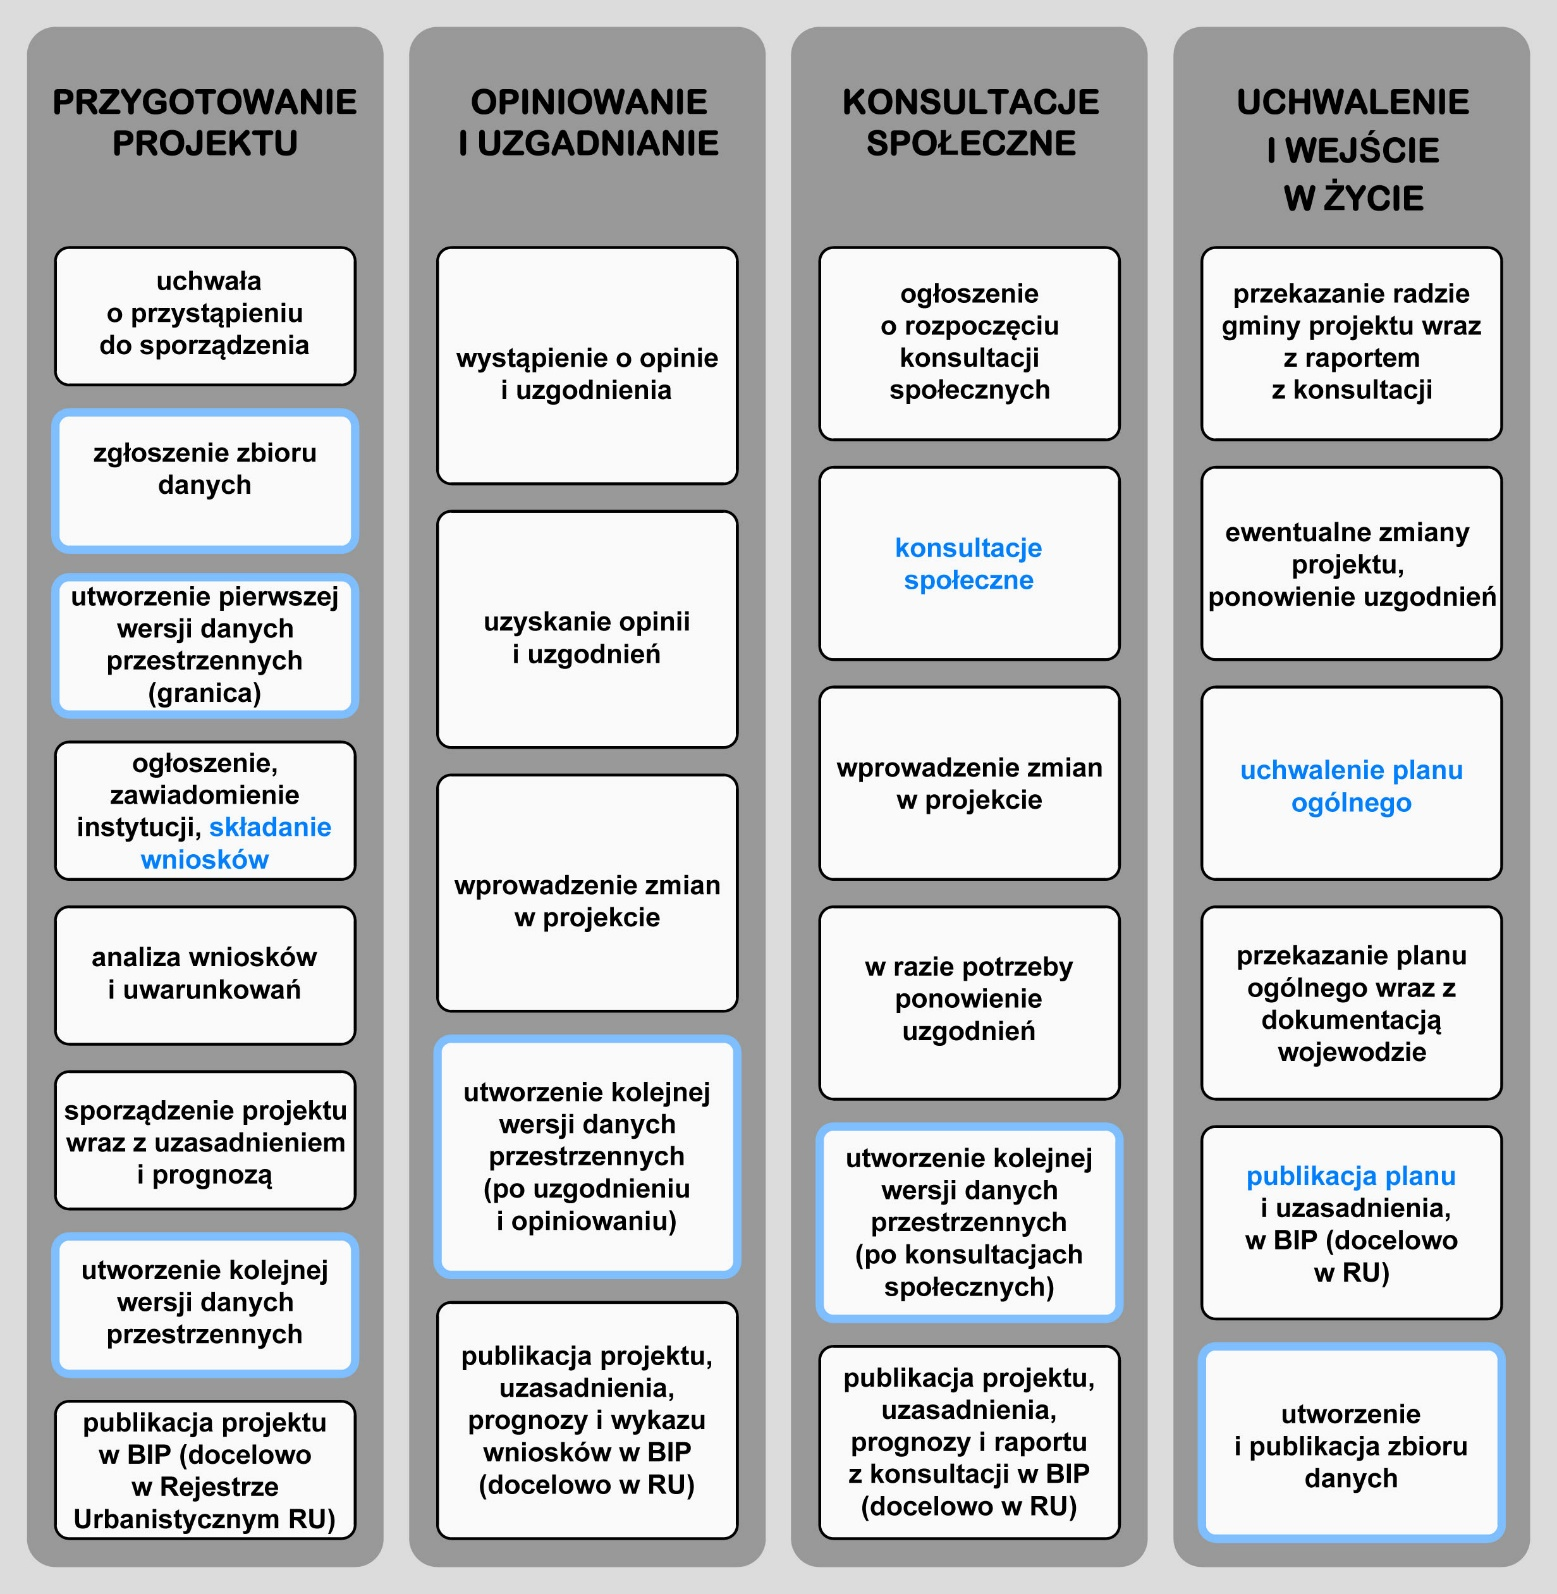 PRZYGOTOWANIE
PROJEKTU
uchwała
o przystąpieniu
do sporządzenia
zgłoszenie zbioru
danych
utworzenie pierwszej
wersji danych
przestrzennych
(granica)
ogłoszenie,
zawiadomienie
instytucji, składanie
wniosków
analiza wniosków
i uwarunkowań
sporządzenie projektu
wraz z uzasadnieniem
i prognozą
utworzenie kolejnej
wersji danych
przestrzennych
publikacja projektu
w BIP (docelowo
w Rejestrze
Urbanistycznym RU)
OPINIOWANIE
I UZGADNIANIE
wystąpienie o opinie
i uzgodnienia
uzyskanie opinii
i uzgodnień
wprowadzenie zmian
w projekcie
utworzenie kolejnej
wersji danych
przestrzennych
(po uzgodnieniu
i opiniowaniu)
publikacja projektu,
uzasadnienia,
prognozy i wykazu
wniosków w BIP
(docelowo w RU)
KONSULTACJE
SPOŁECZNE
ogłoszenie
o rozpoczęciu
konsultacji
społecznych
konsultacje
społeczne
wprowadzenie zmian
w projekcie
w razie potrzeby
ponowienie
uzgodnień
utworzenie kolejnej
wersji danych
przestrzennych
(po konsultacjach
społecznych)
publikacja projektu,
uzasadnienia,
prognozy i raportu
z konsultacji w BIP
(docelowo w RU)
UCHWALENIE
I WEJŚCIE
W ŻYCIE
przekazanie radzie
gminy projektu wraz
z raportem
z konsultacji
ewentualne zmiany
projektu,
ponowienie uzgodnień
uchwalenie planu
ogólnego
przekazanie planu
ogólnego wraz z
dokumentacją
wojewodzie
publikacja planu
i uzasadnienia,
w BIP (docelowo
w RU)
utworzenie
i publikacja zbioru
danych